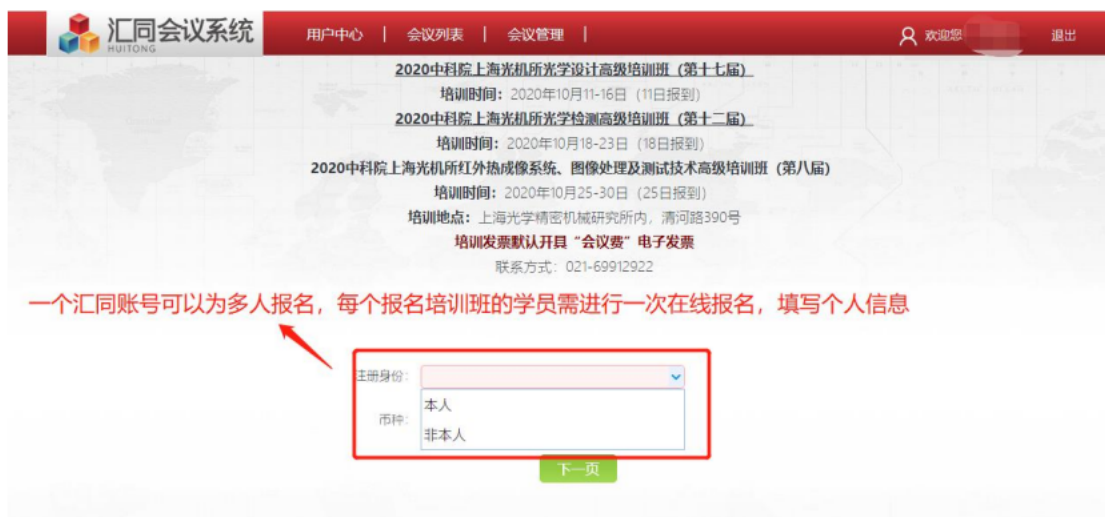 汇同会议系统
HUITONG
用户中心 | 会议列表 | 会议管理 |
欢迎您 退出
2020中科院上海光机所光学设计高级培训班（第十七届）
培训时间：2020年10月11-16日（11日报到）
2020中科院上海光机所光学检测高级培训班（第十二届）
培训时间：2020年10月18-23日（18日报到）
2020中科院上海光机所红外热成像系统、图像处理及测试技术高级培训班（第八届）
培训时间：2020年10月25-30日（25日报到）
培训地点：上海光学精密机械研究所内，清河路390号
培训发票默认开具“会议费”电子发票
联系方式：021-69912922
一个汇同账号可以为多人报名，每个报名培训班的学员需进行一次在线报名，填写个人信息
注册身份：
本人
币种：
非本人
下一页